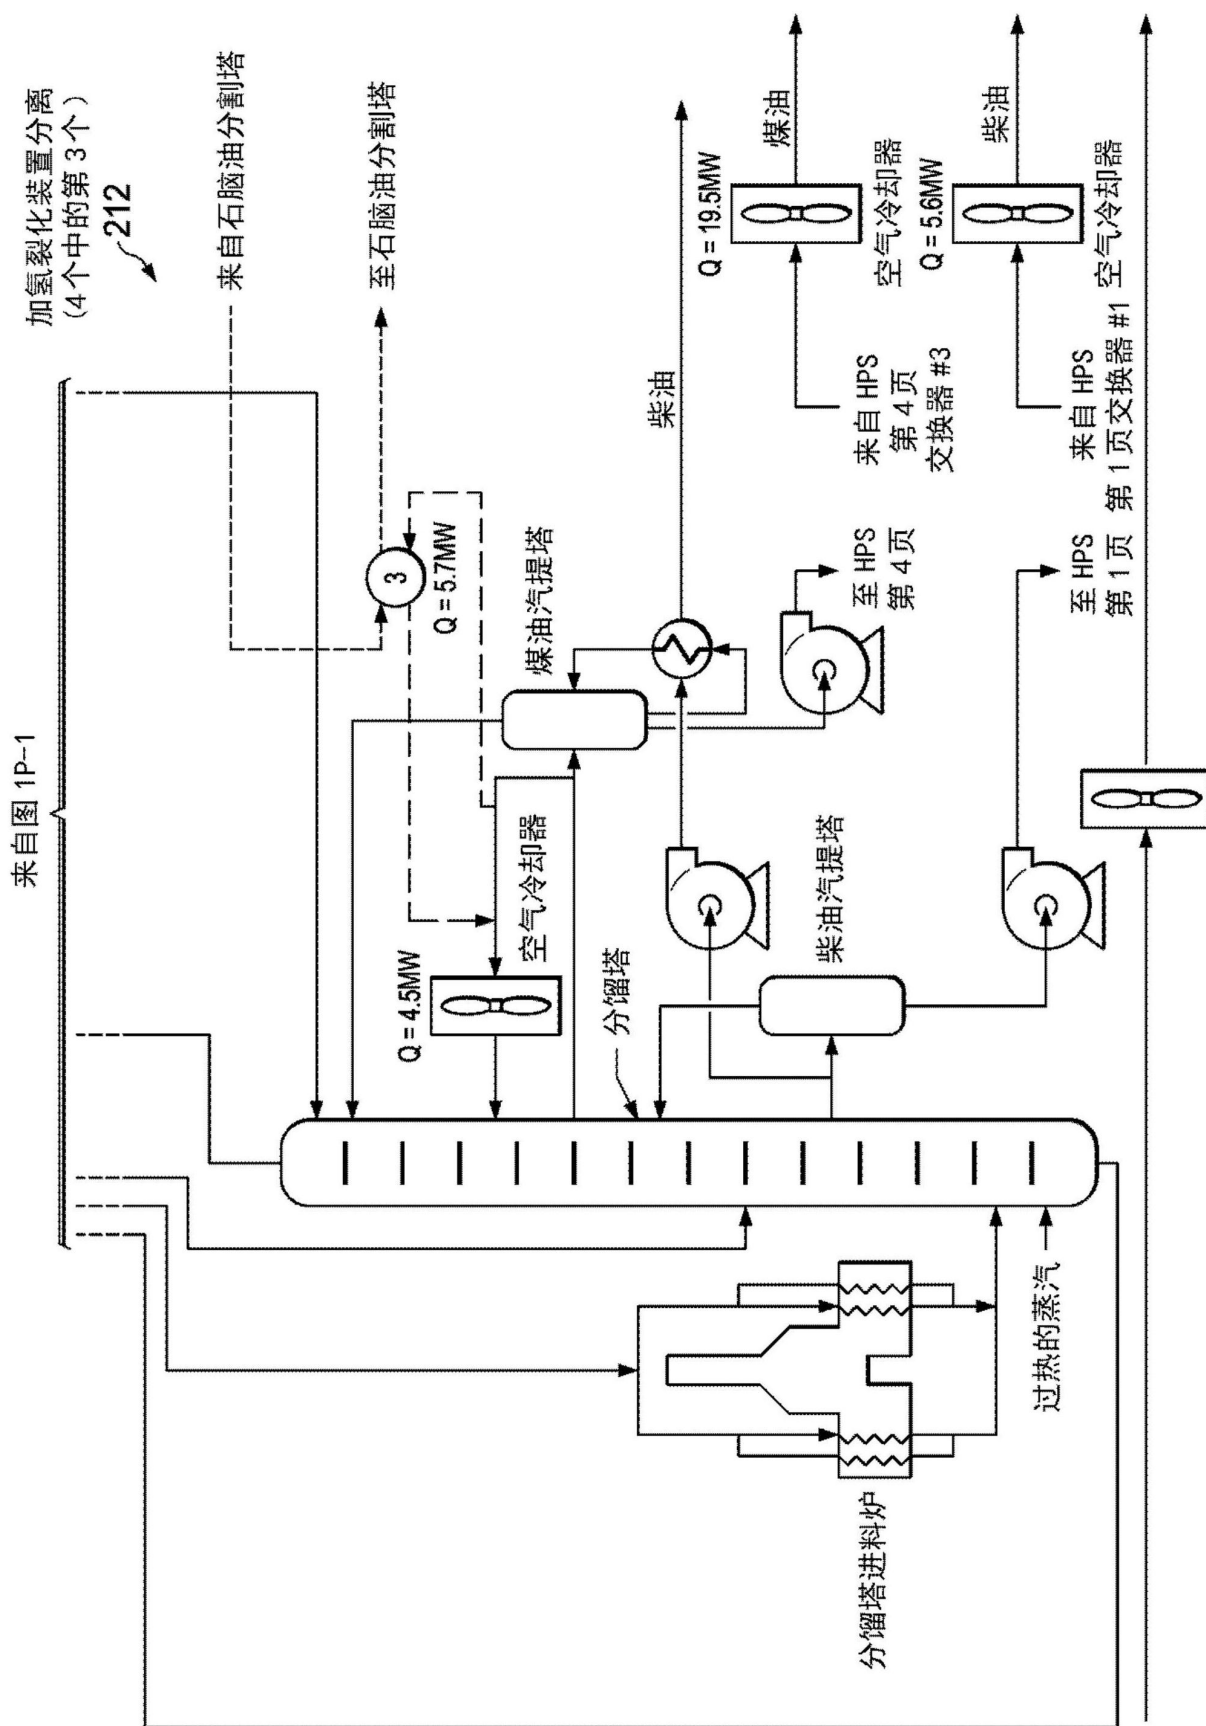 来自图 1P-1
加氢裂化装置分离
(4个中的第3个)
212
来自石脑油分割塔
至石脑油分割塔
3
Q = 5.7MW
煤油汽提塔
Q = 4.5MW
空气冷却器
分馏塔
柴油汽提塔
柴油
Q = 19.5MW
煤油
空气冷却器
来自 HPS
第 4 页
交换器 #3
至 HPS
第 4 页
Q = 5.6MW
柴油
空气冷却器
来自 HPS
第 1 页交换器 #1
至 HPS
第 1 页
过热的蒸汽
分馏塔进料炉